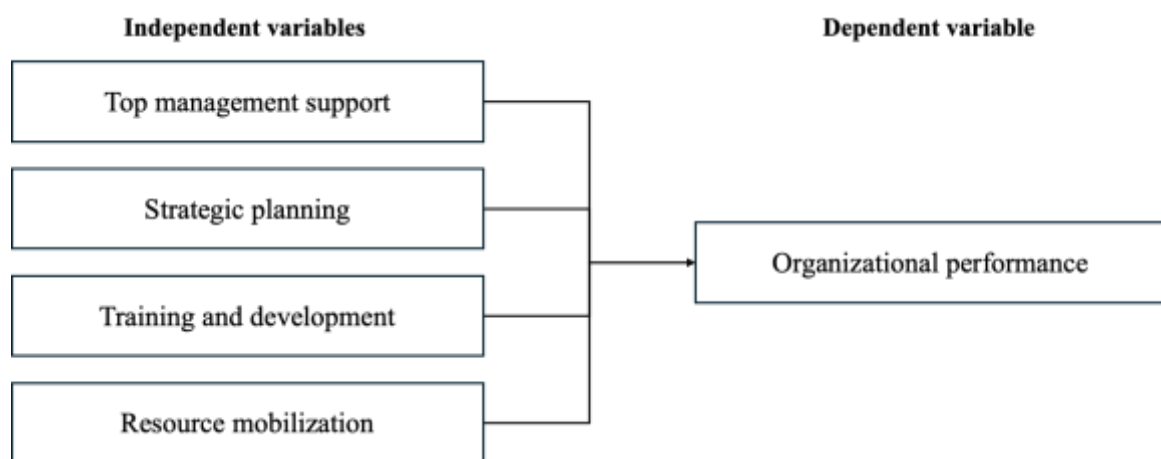 Independent variables
Dependent variable
Top management support
Strategic planning
Organizational performance
Training and development
Resource mobilization